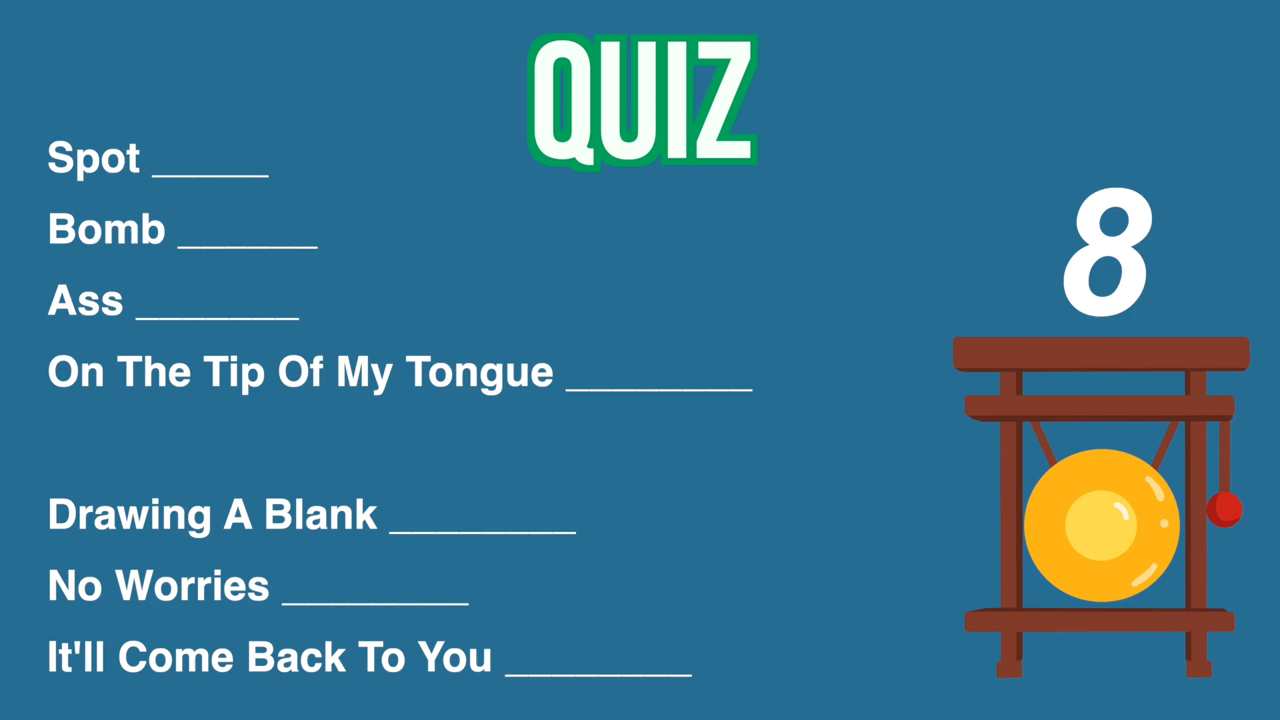 QUIZ
Spot _____
Bomb ______
Ass _______
On The Tip Of My Tongue ________
Drawing A Blank ________
No Worries ________
It'll Come Back To You ________
8